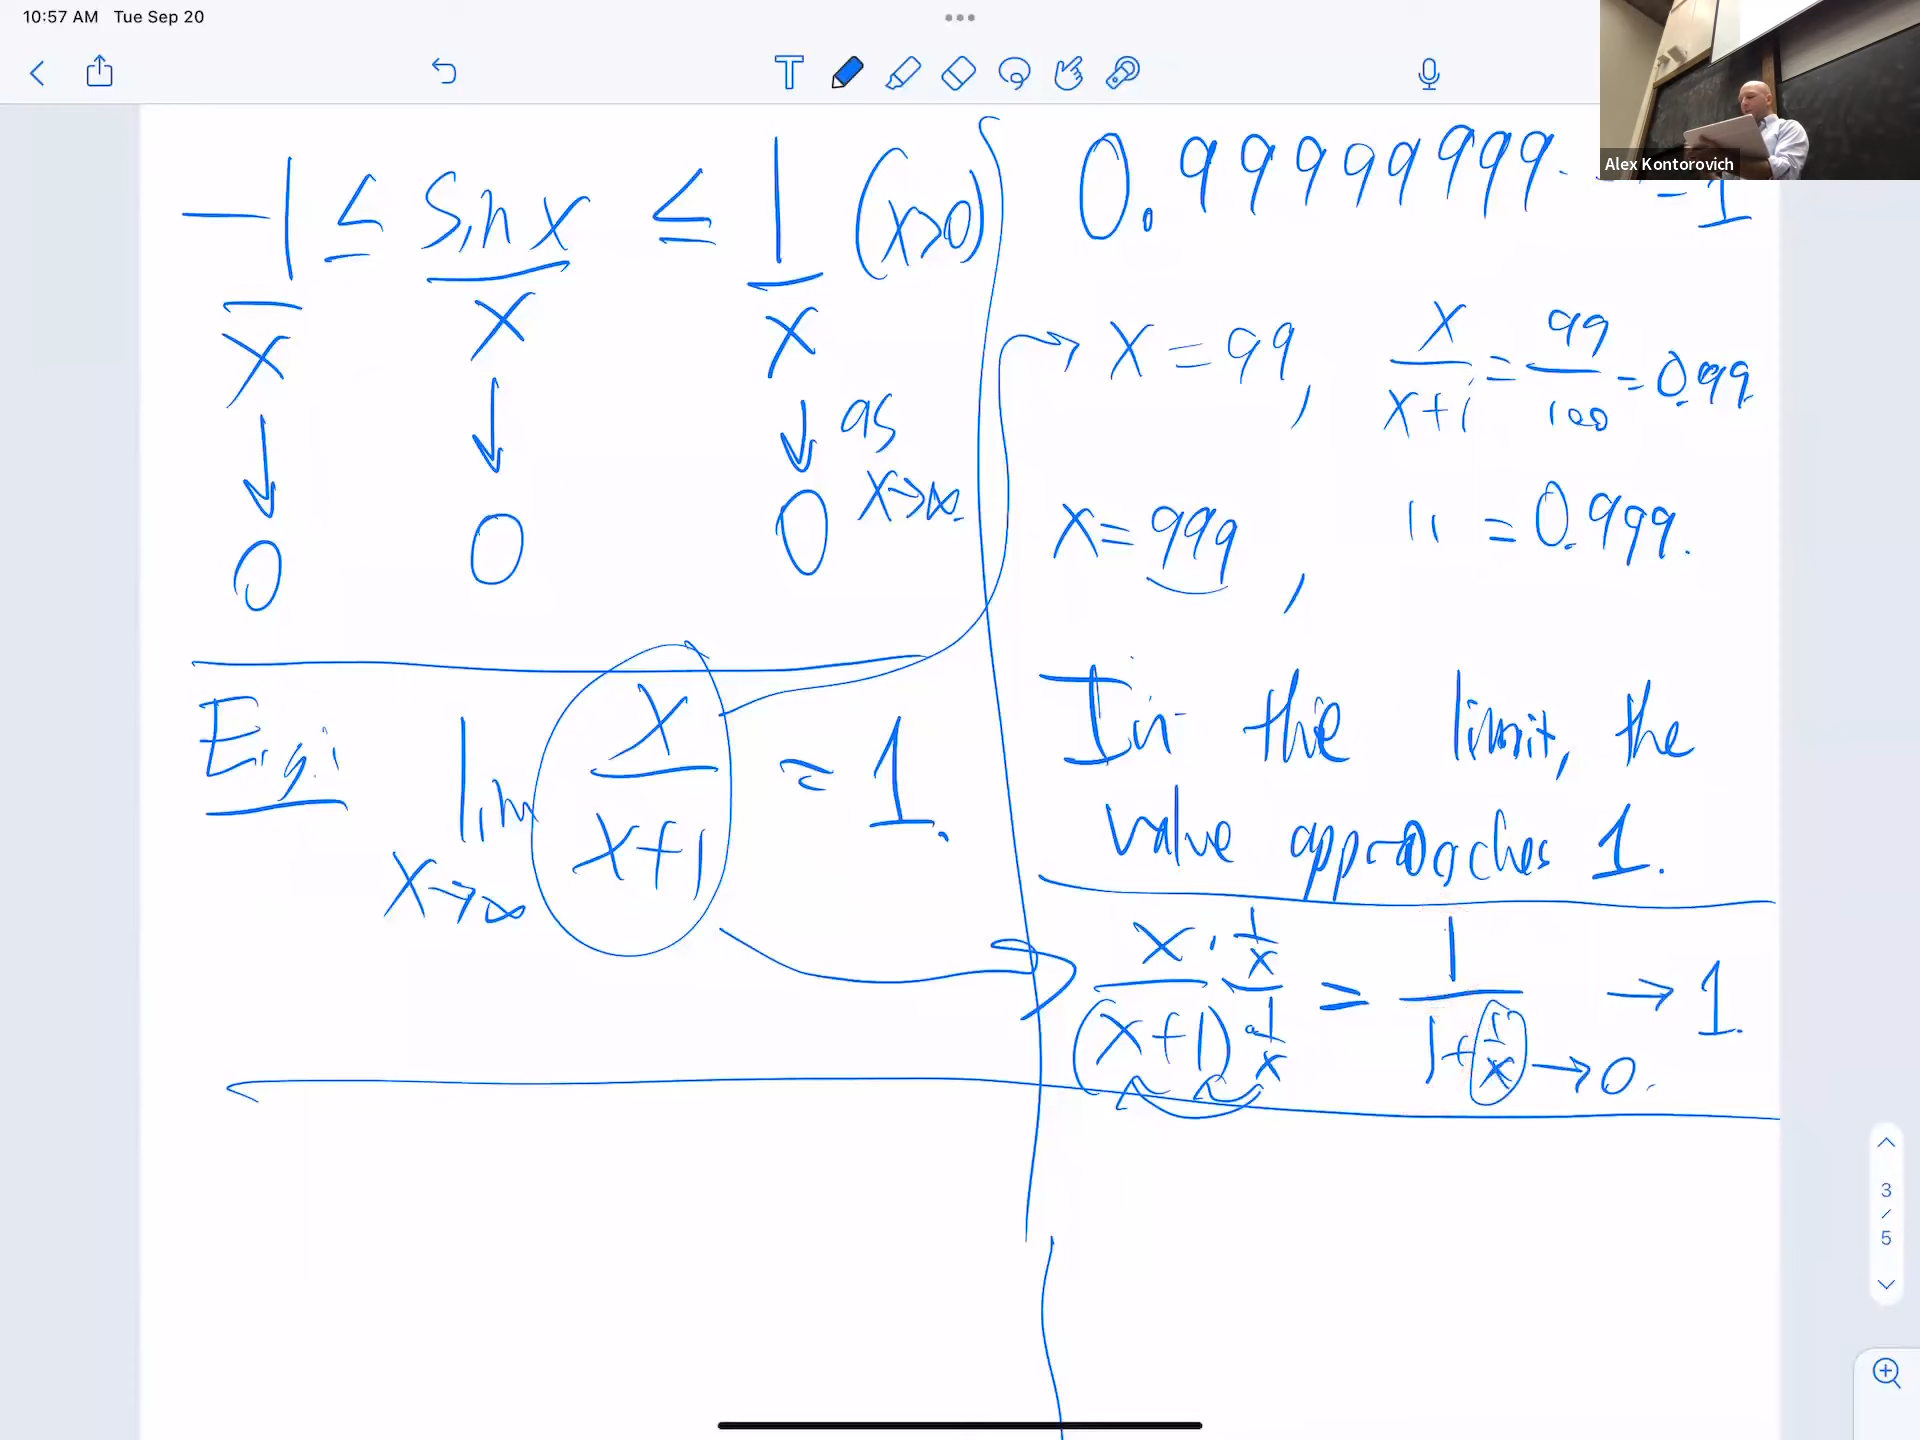 10:57 AM Tue Sep 20
Alex Kontorovich
-1/x ≤ sin x/x ≤ 1/x (x>0)
↓ ↓ ↓ as x→∞.
0 0 0
E.g.: lim x→∞ x/(x+1) = 1.
0.99999999... = 1
→ x = 99, x/(x+1) = 99/100 = 0.99.
x = 999, " = 0.999.
In the limit, the
value approaches 1.
(x · 1/x)/((x+1) · 1/x) = 1/(1+1/x) → 1.
→ 0.
T
3
/
5